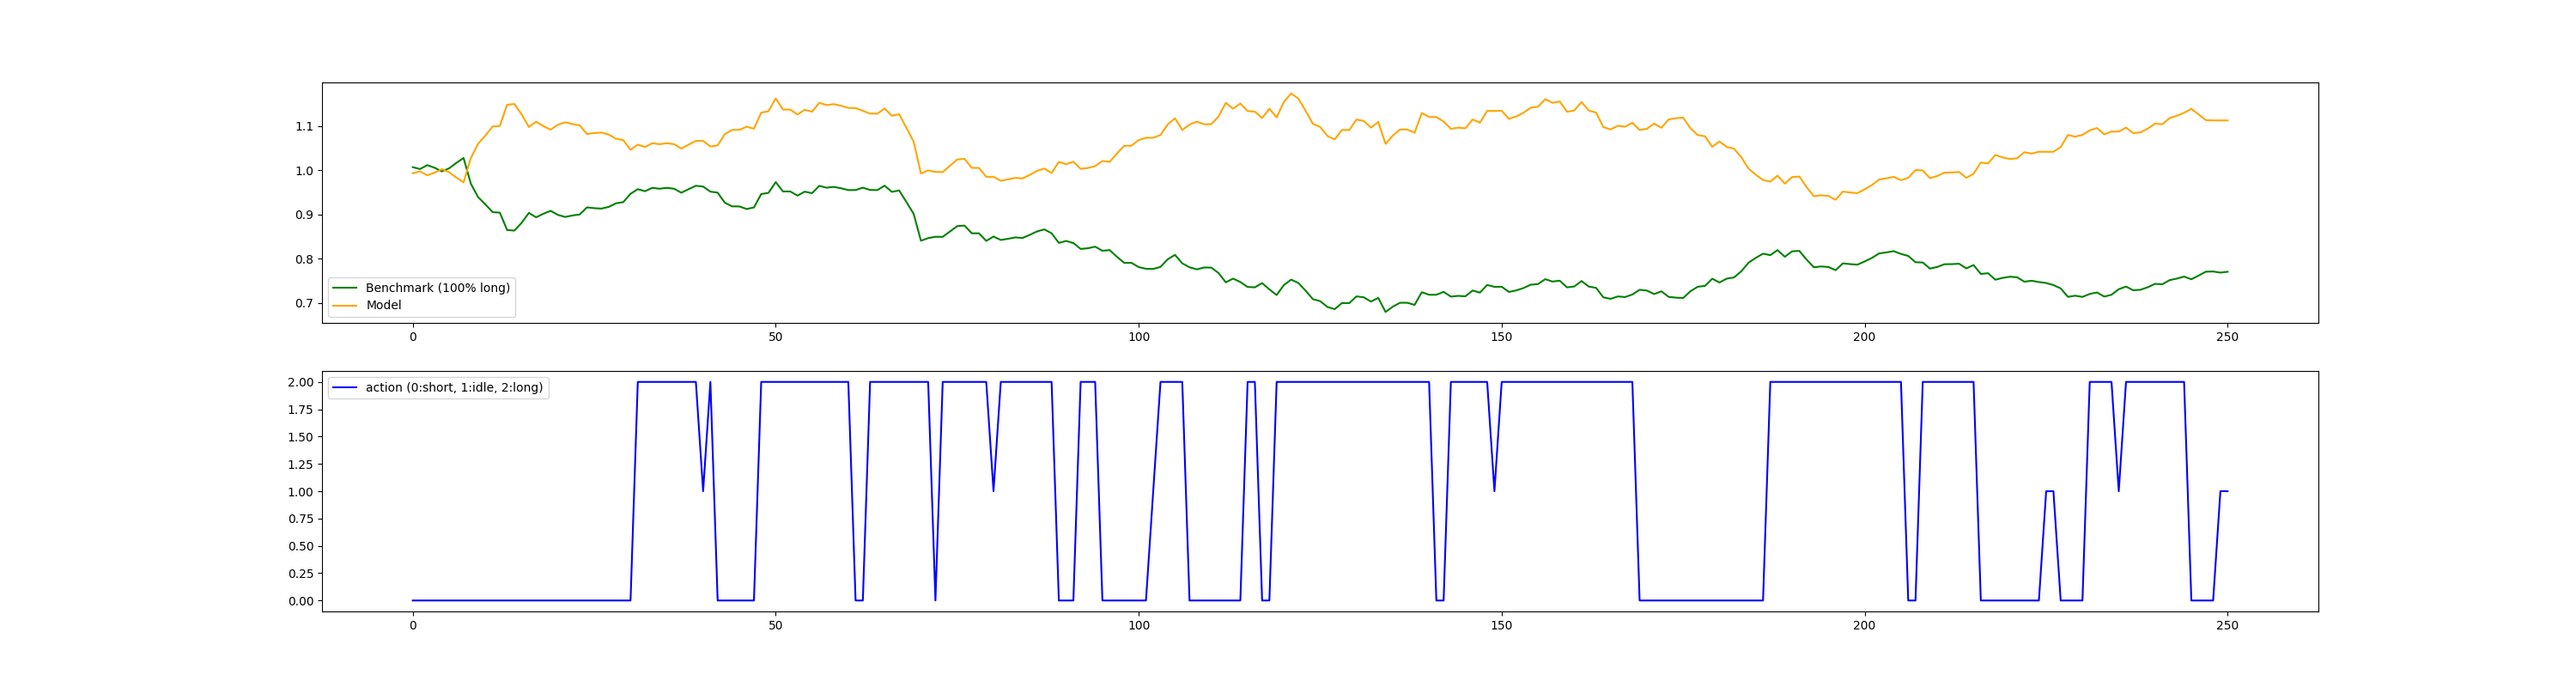 1.1
1.0
0.9
0.8
0.7
Benchmark (100% long)
Model
0 50 100 150 200 250
2.00
1.75
1.50
1.25
1.00
0.75
0.50
0.25
0.00
action (0:short, 1:idle, 2:long)
0 50 100 150 200 250